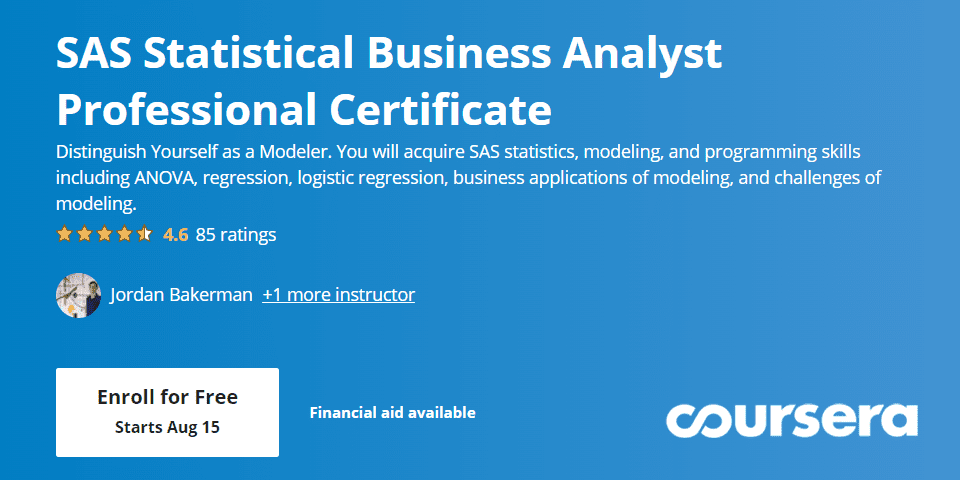 SAS Statistical Business Analyst
Professional Certificate
Distinguish Yourself as a Modeler. You will acquire SAS statistics, modeling, and programming skills
including ANOVA, regression, logistic regression, business applications of modeling, and challenges of
modeling.
4.6 85 ratings
Jordan Bakerman +1 more instructor
Enroll for Free
Starts Aug 15
Financial aid available
coursera